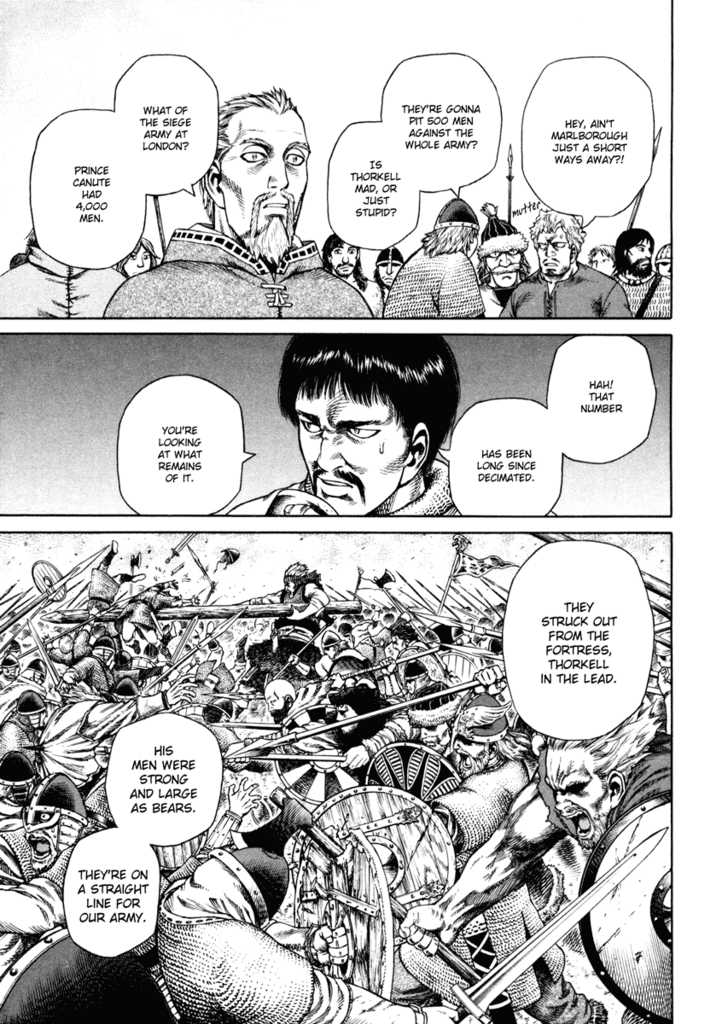 HEY, AIN'T
MARLBOROUGH
JUST A SHORT
WAYS AWAY?!
mutter
THEY'RE GONNA
PIT 500 MEN
AGAINST THE
WHOLE ARMY?
IS
THORKELL
MAD, OR
JUST
STUPID?
WHAT OF
THE SIEGE
ARMY AT
LONDON?
PRINCE
CANUTE
HAD
4,000
MEN.
HAH!
THAT
NUMBER
HAS BEEN
LONG SINCE
DECIMATED.
YOU'RE
LOOKING
AT WHAT
REMAINS
OF IT.
THEY
STRUCK OUT
FROM THE
FORTRESS,
THORKELL
IN THE LEAD.
HIS
MEN WERE
STRONG
AND LARGE
AS BEARS.
THEY'RE ON
A STRAIGHT
LINE FOR
OUR ARMY.